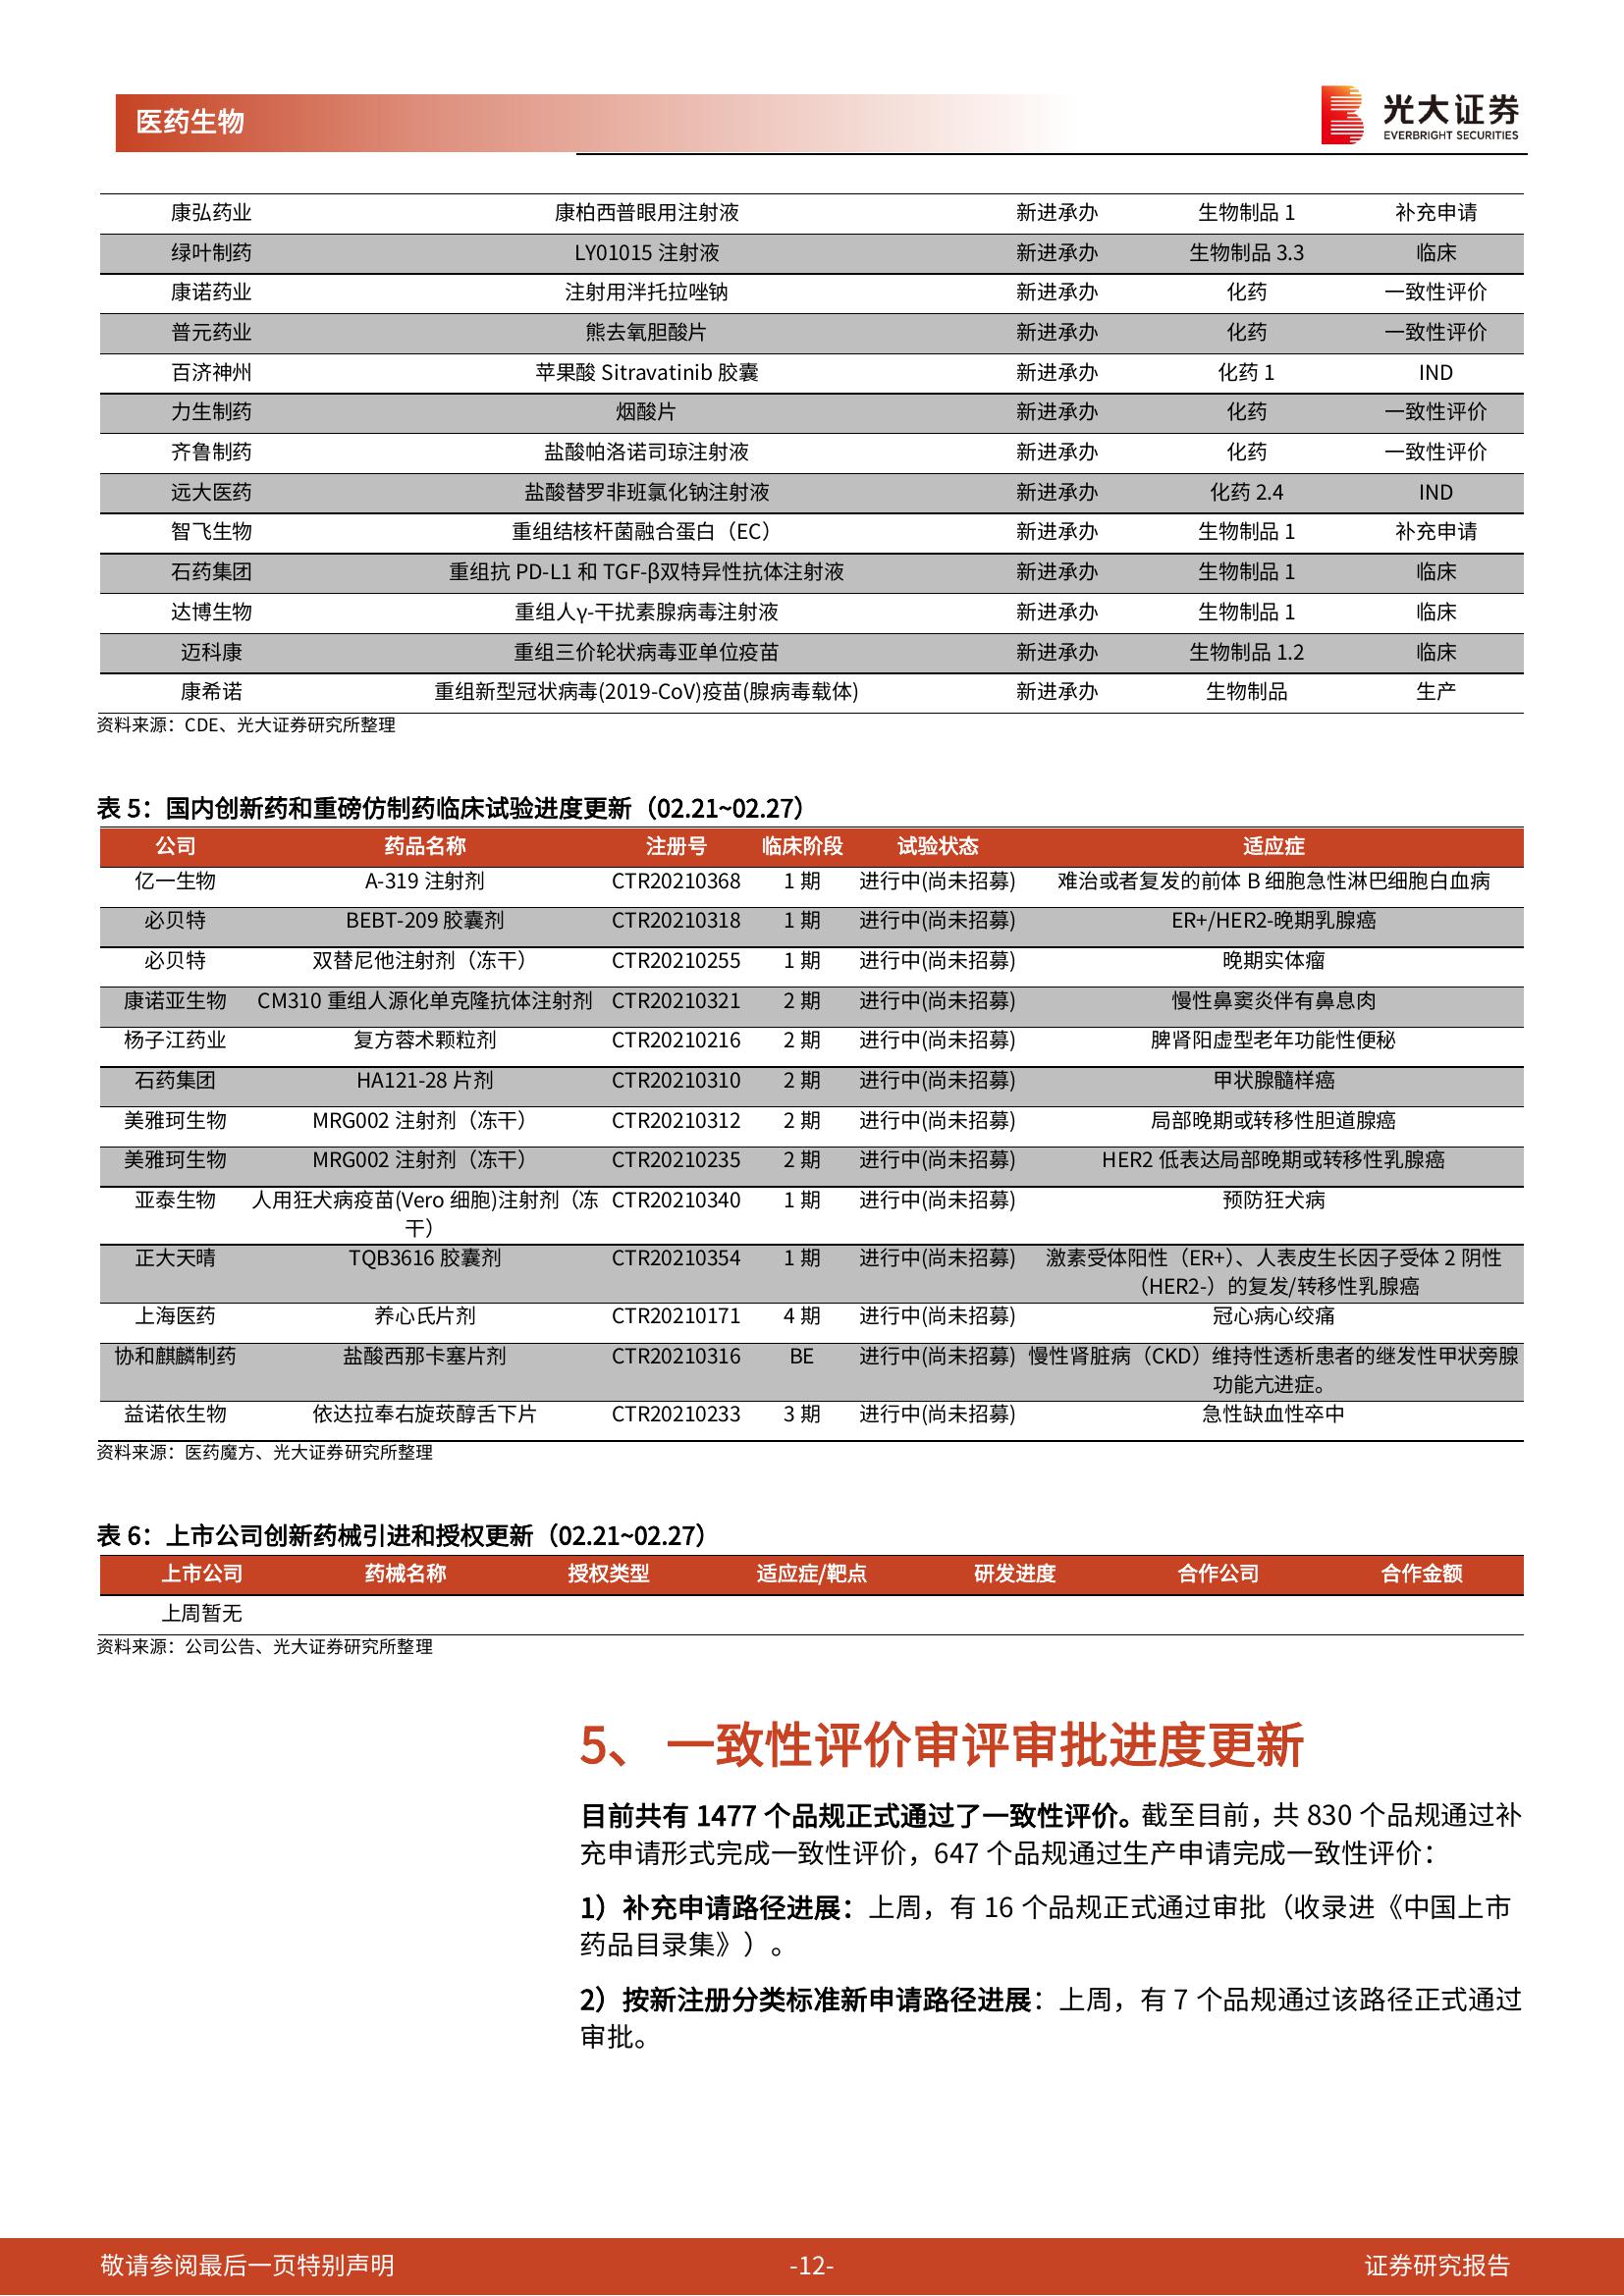 医药生物
光大证券
EVERBRIGHT SECURITIES
康弘药业 康柏西普眼用注射液 新进承办 生物制品 1 补充申请
绿叶制药 LY01015 注射液 新进承办 生物制品 3.3 临床
康诺药业 注射用泮托拉唑钠 新进承办 化药 一致性评价
普元药业 熊去氧胆酸片 新进承办 化药 一致性评价
百济神州 苹果酸 Sitravatinib 胶囊 新进承办 化药 1 IND
力生制药 烟酸片 新进承办 化药 一致性评价
齐鲁制药 盐酸帕洛诺司琼注射液 新进承办 化药 一致性评价
远大医药 盐酸替罗非班氯化钠注射液 新进承办 化药 2.4 IND
智飞生物 重组结核杆菌融合蛋白（EC） 新进承办 生物制品 1 补充申请
石药集团 重组抗 PD-L1 和 TGF-β双特异性抗体注射液 新进承办 生物制品 1 临床
达博生物 重组人γ-干扰素腺病毒注射液 新进承办 生物制品 1 临床
迈科康 重组三价轮状病毒亚单位疫苗 新进承办 生物制品 1.2 临床
康希诺 重组新型冠状病毒(2019-CoV)疫苗(腺病毒载体) 新进承办 生物制品 生产
资料来源：CDE、光大证券研究所整理
表 5：国内创新药和重磅仿制药临床试验进度更新（02.21~02.27）
公司 药品名称 注册号 临床阶段 试验状态 适应症
亿一生物 A-319 注射剂 CTR20210368 1 期 进行中(尚未招募) 难治或者复发的前体 B 细胞急性淋巴细胞白血病
必贝特 BEBT-209 胶囊剂 CTR20210318 1 期 进行中(尚未招募) ER+/HER2-晚期乳腺癌
必贝特 双替尼他注射剂（冻干） CTR20210255 1 期 进行中(尚未招募) 晚期实体瘤
康诺亚生物 CM310 重组人源化单克隆抗体注射剂 CTR20210321 2 期 进行中(尚未招募) 慢性鼻窦炎伴有鼻息肉
杨子江药业 复方蓉术颗粒剂 CTR20210216 2 期 进行中(尚未招募) 脾肾阳虚型老年功能性便秘
石药集团 HA121-28 片剂 CTR20210310 2 期 进行中(尚未招募) 甲状腺髓样癌
美雅珂生物 MRG002 注射剂（冻干） CTR20210312 2 期 进行中(尚未招募) 局部晚期或转移性胆道腺癌
美雅珂生物 MRG002 注射剂（冻干） CTR20210235 2 期 进行中(尚未招募) HER2 低表达局部晚期或转移性乳腺癌
亚泰生物 人用狂犬病疫苗(Vero 细胞)注射剂（冻 CTR20210340 1 期 进行中(尚未招募) 预防狂犬病
干）
正大天晴 TQB3616 胶囊剂 CTR20210354 1 期 进行中(尚未招募) 激素受体阳性（ER+）、人表皮生长因子受体 2 阴性
（HER2-）的复发/转移性乳腺癌
上海医药 养心氏片剂 CTR20210171 4 期 进行中(尚未招募) 冠心病心绞痛
协和麒麟制药 盐酸西那卡塞片剂 CTR20210316 BE 进行中(尚未招募) 慢性肾脏病（CKD）维持性透析患者的继发性甲状旁腺
功能亢进症。
益诺依生物 依达拉奉右旋莰醇舌下片 CTR20210233 3 期 进行中(尚未招募) 急性缺血性卒中
资料来源：医药魔方、光大证券研究所整理
表 6：上市公司创新药械引进和授权更新（02.21~02.27）
上市公司 药械名称 授权类型 适应症/靶点 研发进度 合作公司 合作金额
上周暂无
资料来源：公司公告、光大证券研究所整理
5、 一致性评价审评审批进度更新
目前共有 1477 个品规正式通过了一致性评价。截至目前，共 830 个品规通过补
充申请形式完成一致性评价，647 个品规通过生产申请完成一致性评价：
1）补充申请路径进展：上周，有 16 个品规正式通过审批（收录进《中国上市
药品目录集》）。
2）按新注册分类标准新申请路径进展：上周，有 7 个品规通过该路径正式通过
审批。
敬请参阅最后一页特别声明 -12- 证券研究报告